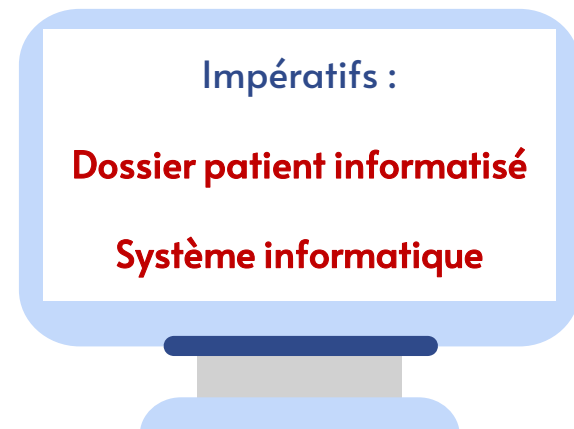 Impératifs :
Dossier patient informatisé
Système informatique